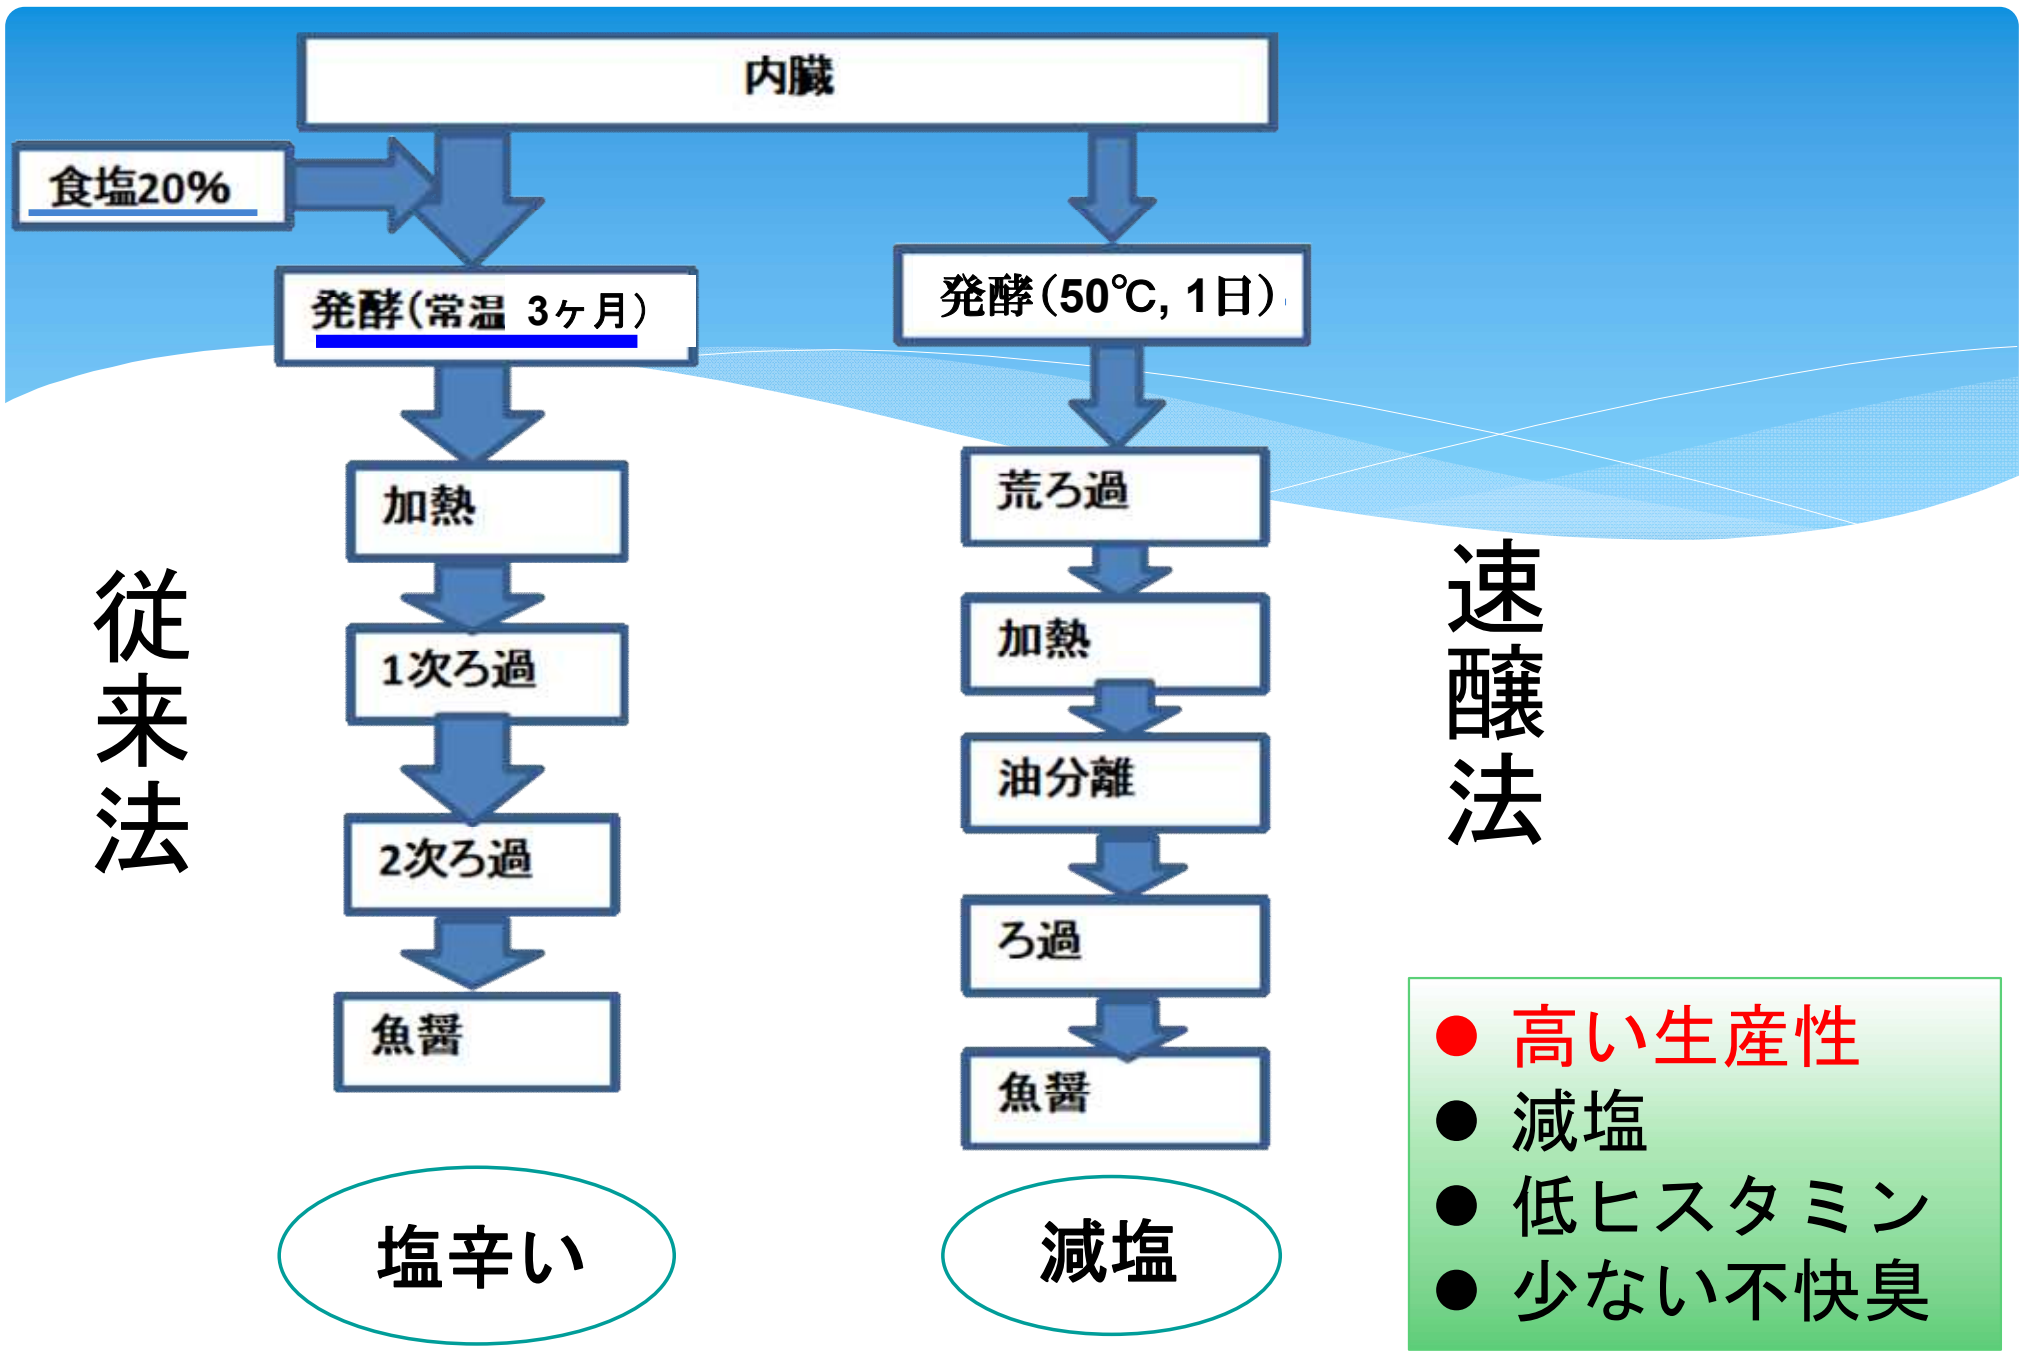 内臓
食塩20%
発酵(常温 3ヶ月)
加熱
1次ろ過
2次ろ過
魚醤
塩辛い
従来法
発酵(50℃, 1日)
荒ろ過
加熱
油分離
ろ過
魚醤
減塩
速醸法
● 高い生産性
● 減塩
● 低ヒスタミン
● 少ない不快臭